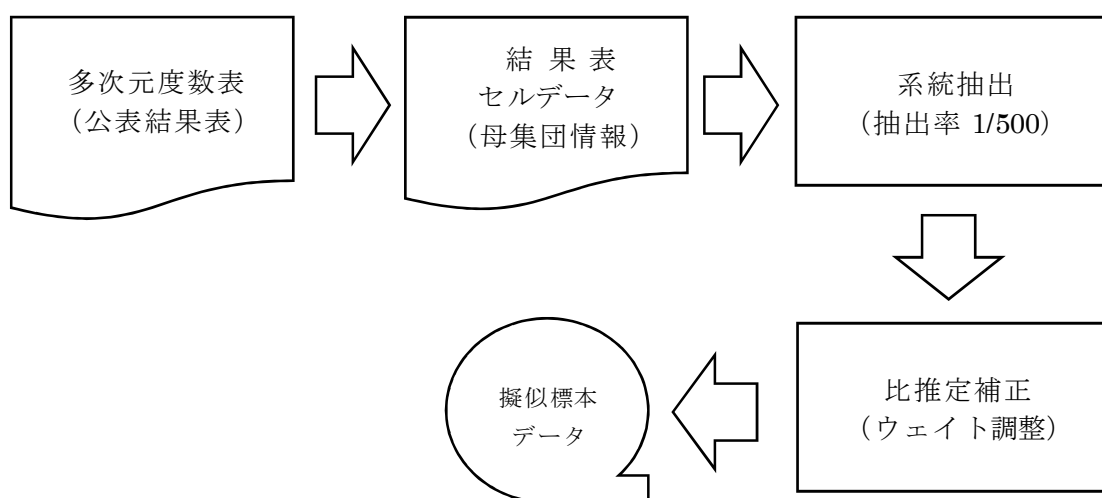 多次元度数表
（公表結果表）
結 果 表
セルデータ
（母集団情報）
系統抽出
（抽出率 1/500）
比推定補正
（ウェイト調整）
擬似標本
データ